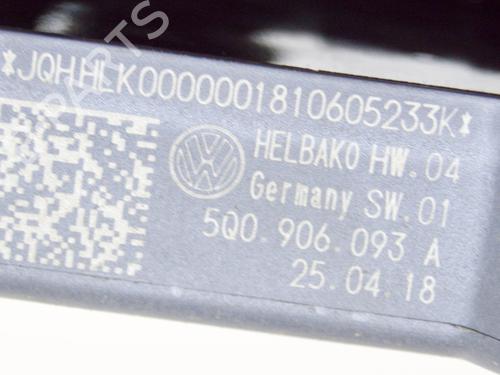 *JQHHLK0000001810605233K*
HELBAKO HW.04
Germany SW.01
5Q0.906.093 A
25.04.18